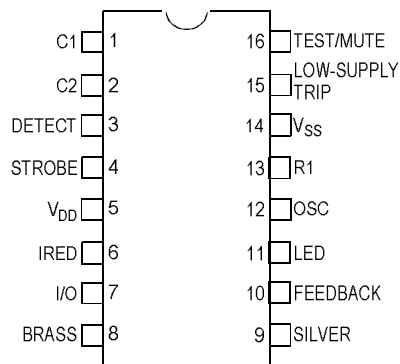 C1 1 16 TEST/MUTE
C2 2 15 LOW-SUPPLY
TRIP
DETECT 3 14 VSS
STROBE 4 13 R1
VDD 5 12 OSC
IRED 6 11 LED
I/O 7 10 FEEDBACK
BRASS 8 9 SILVER